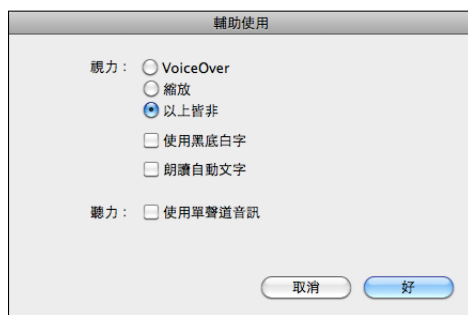 輔助使用
視力： VoiceOver
縮放
以上皆非
使用黑底白字
朗讀自動文字
聽力： 使用單聲道音訊
取消 好